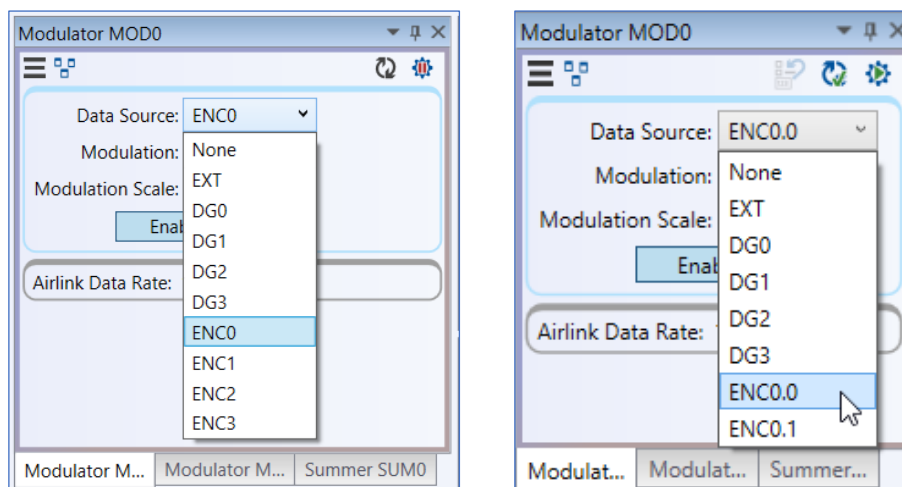 Modulator MOD0
Data Source: ENC0
Modulation:
None
EXT
Modulation Scale:
DG0
Enab
DG1
DG2
Airlink Data Rate:
DG3
ENC0
ENC1
ENC2
ENC3
Modulator M...
Modulator M...
Summer SUM0
Modulator MOD0
Data Source: ENC0.0
Modulation:
None
Modulation Scale:
EXT
DG0
Enab
DG1
DG2
Airlink Data Rate:
DG3
ENC0.0
ENC0.1
Modulat...
Modulat...
Summer...